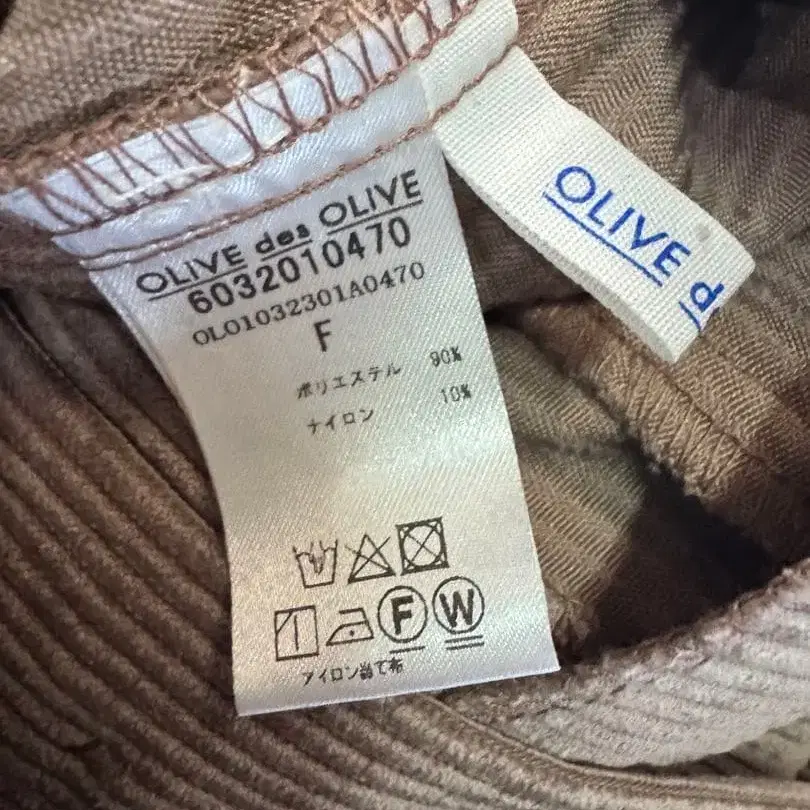 OLIVE des OLIVE
6032010470
OL01032301A0470
F
ポリエステル 90%
ナイロン 10%
F W
アイロン当て布
OLIVE d